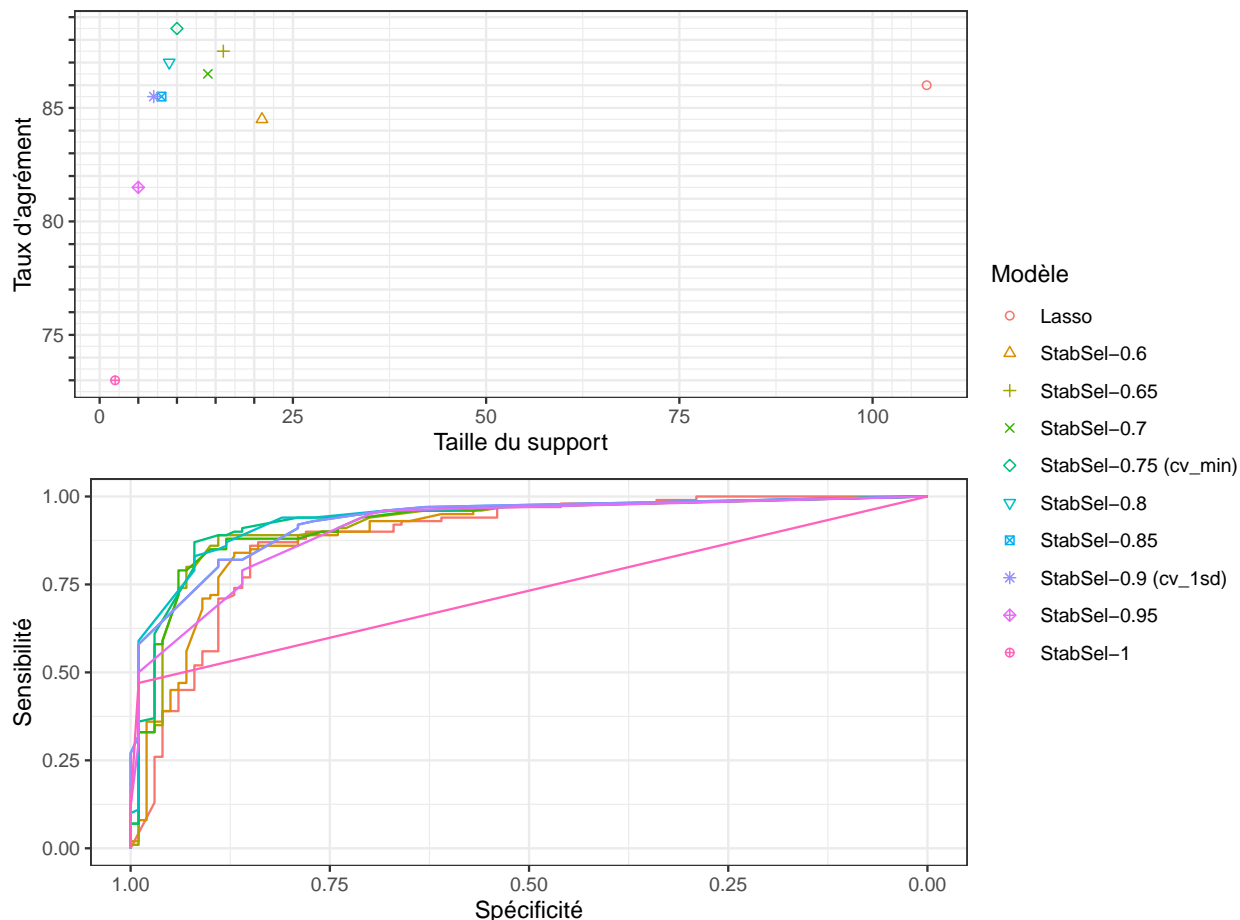 85
80
75
Taux d'agrément
0
25
50
75
100
Taille du support
1.00
0.75
0.50
0.25
0.00
Sensibilité
1.00
0.75
0.50
0.25
0.00
Spécificité
Modèle
Lasso
StabSel−0.6
StabSel−0.65
StabSel−0.7
StabSel−0.75 (cv_min)
StabSel−0.8
StabSel−0.85
StabSel−0.9 (cv_1sd)
StabSel−0.95
StabSel−1